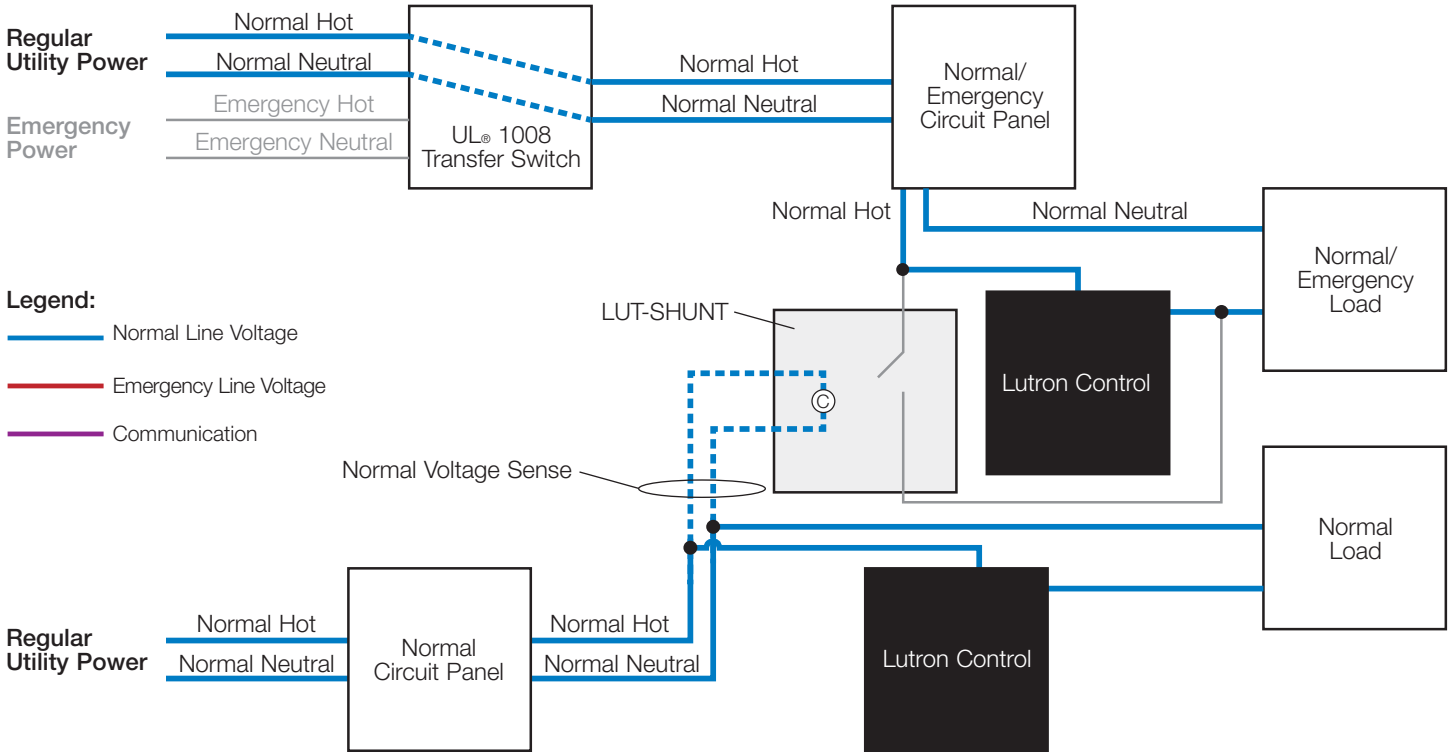 Normal Hot
Regular
Utility Power
Normal Neutral
Emergency Hot
Emergency
Power
Emergency Neutral
UL® 1008
Transfer Switch
Normal Hot
Normal Neutral
Normal/
Emergency
Circuit Panel
Normal Hot
Normal Neutral
Normal/
Emergency
Load
Legend:
Normal Line Voltage
Emergency Line Voltage
Communication
LUT-SHUNT
C
Lutron Control
Normal Voltage Sense
Normal
Load
Regular
Utility Power
Normal Hot
Normal Neutral
Normal
Circuit Panel
Normal Hot
Normal Neutral
Lutron Control